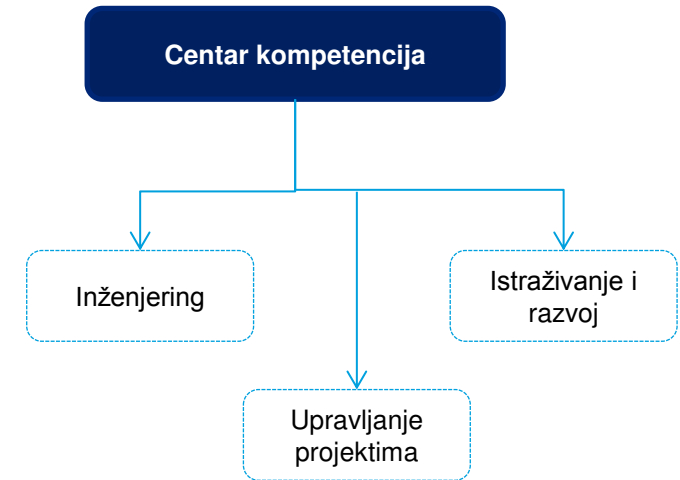 Centar kompetencija
Inženjering
Istraživanje i
razvoj
Upravljanje
projektima